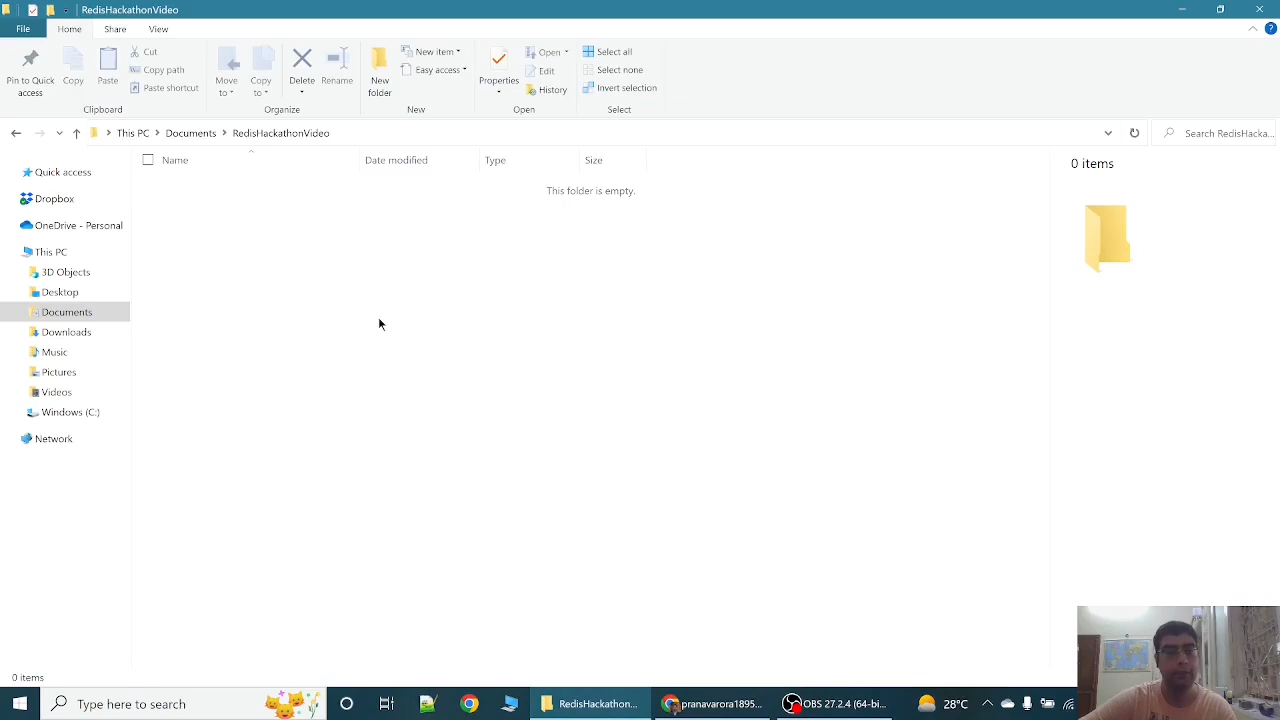 RedisHackathonVideo
File Home Share View
Pin to Quick access
Copy
Paste
Cut
Copy path
Paste shortcut
Clipboard
Move to
Copy to
Delete
Rename
Organize
New folder
New item
Easy access
New
Properties
Open
Edit
History
Open
Select all
Select none
Invert selection
Select
This PC > Documents > RedisHackathonVideo
Search RedisHacka...
Name Date modified Type Size
This folder is empty.
0 items
Quick access
Dropbox
OneDrive - Personal
This PC
3D Objects
Desktop
Documents
Downloads
Music
Pictures
Videos
Windows (C:)
Network
0 items
Type here to search
RedisHackathon...
pranavarora1895...
OBS 27.2.4 (64-bi...
28°C